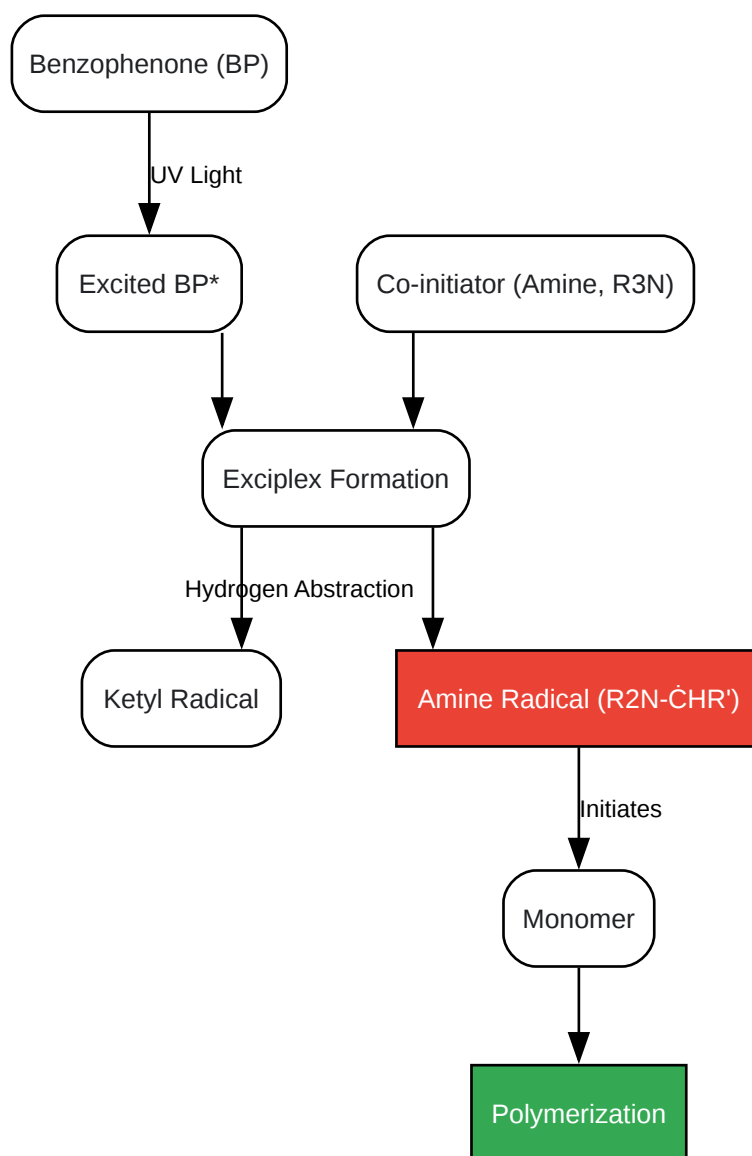 Benzophenone (BP)
UV Light
Excited BP*
Co-initiator (Amine, R3N)
Exciplex Formation
Hydrogen Abstraction
Ketyl Radical
Amine Radical (R2N-ĊHR')
Initiates
Monomer
Polymerization